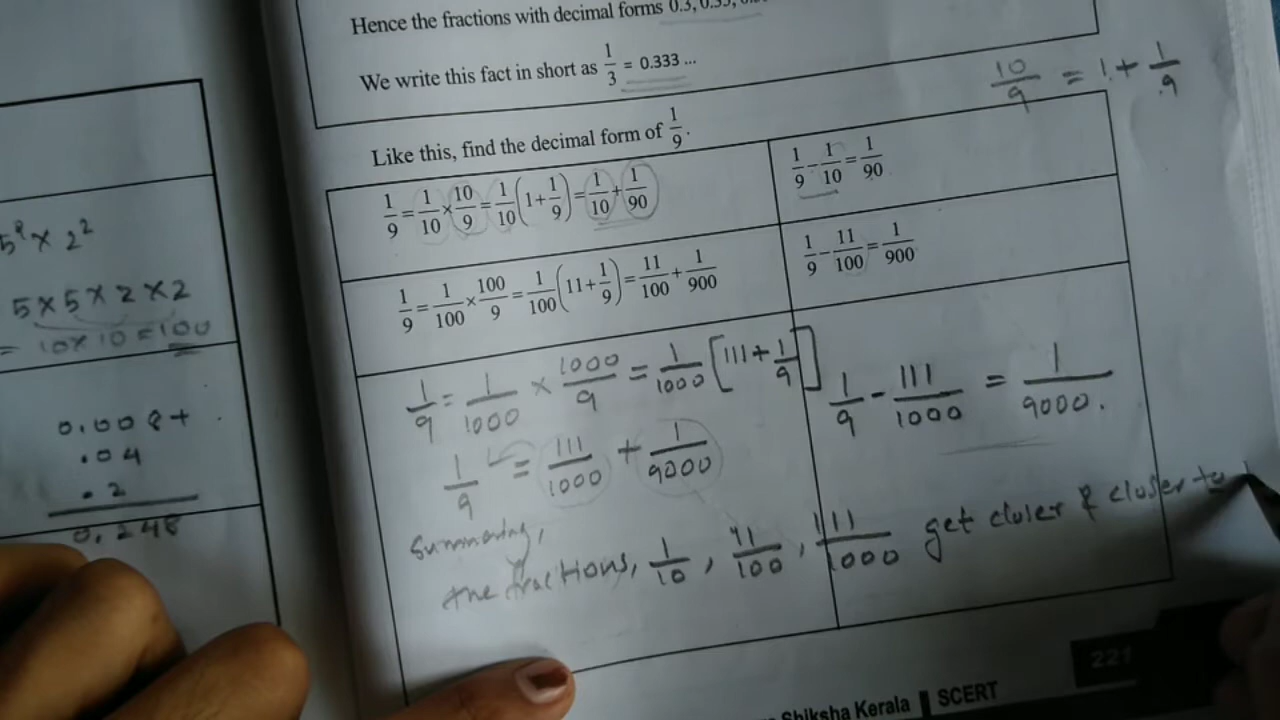 Hence the fractions with decimal forms 0.3, 0.33,
We write this fact in short as 1/3 = 0.333 ...
10/9 = 1 + 1/9
Like this, find the decimal form of 1/9.
1/9 = 1/10 × 10/9 = 1/10 (1 + 1/9) = 1/10 + 1/90
1/9 - 1/10 = 1/90
1/9 = 1/100 × 100/9 = 1/100 (11 + 1/9) = 11/100 + 1/900
1/9 - 11/100 = 1/900
1/9 = 1/1000 × 1000/9 = 1/1000 [111 + 1/9]
1/9 = 111/1000 + 1/9000
1/9 - 111/1000 = 1/9000.
the fractions, 1/10, 11/100, 111/1000 get closer & closer to
5² × 2²
5 × 5 × 2 × 2
= 10 × 10 = 100
0.008 +
.04
.2
0.248
221
Shiksha Kerala | SCERT